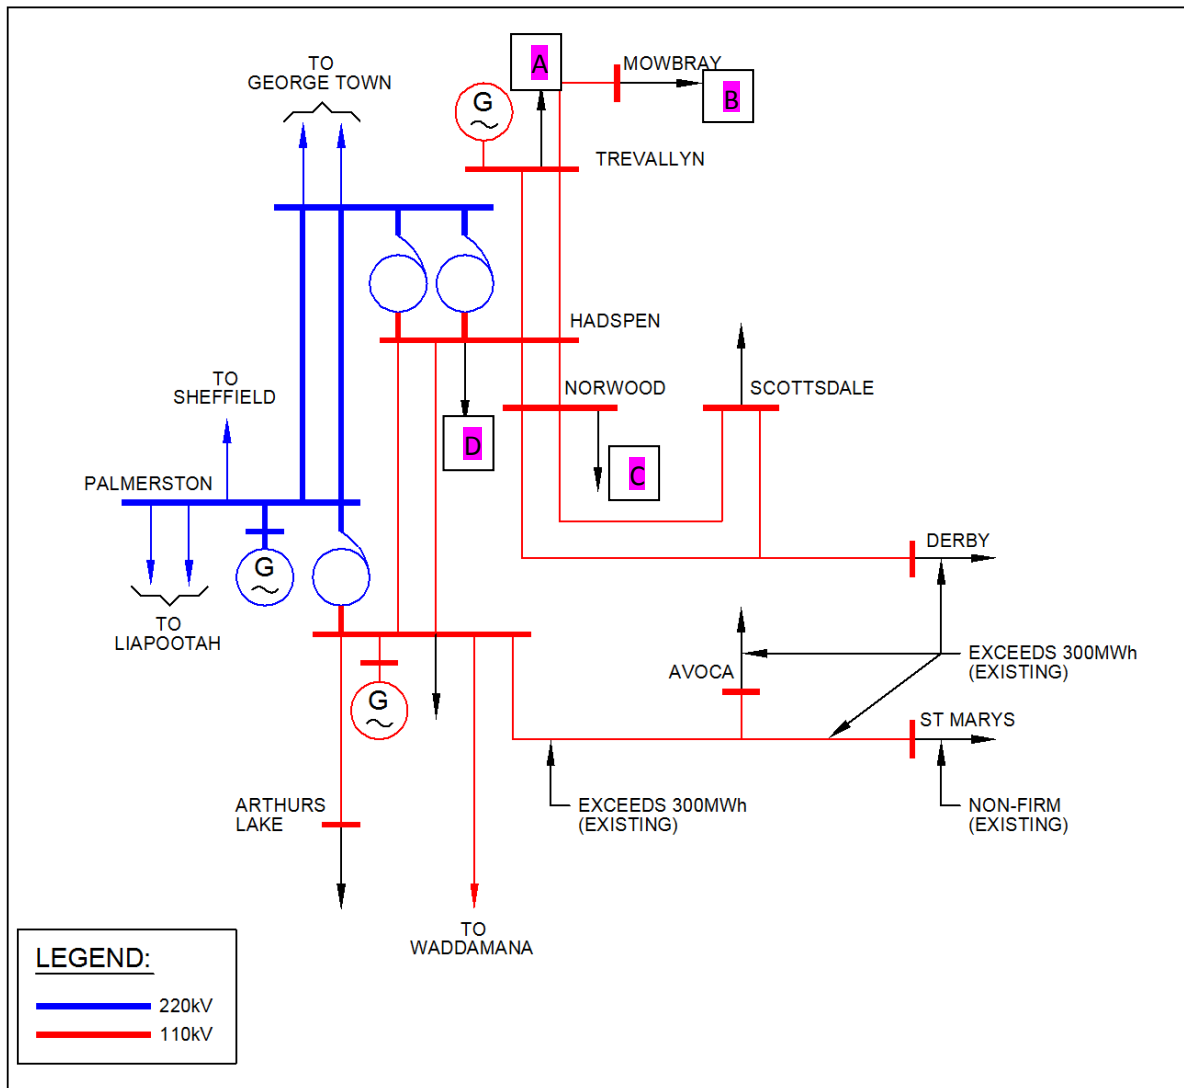 TO
GEORGE TOWN
A
MOWBRAY
B
G
TREVALLYN
HADSPEN
TO
SHEFFIELD
NORWOOD
SCOTTSDALE
D
C
PALMERSTON
G
DERBY
TO
LIAPOOTAH
EXCEEDS 300MWh
(EXISTING)
AVOCA
G
ST MARYS
ARTHURS
LAKE
EXCEEDS 300MWh
(EXISTING)
NON-FIRM
(EXISTING)
TO
WADDAMANA
LEGEND:
220kV
110kV